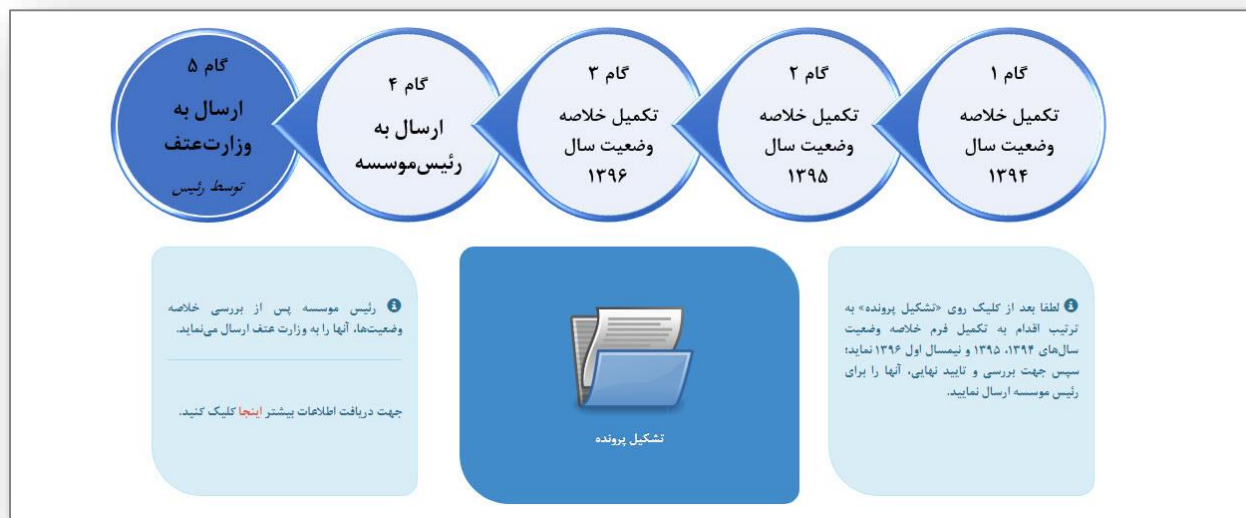 گام ۱
تکمیل خلاصه
وضعیت سال
۱۳۹۴
گام ۲
تکمیل خلاصه
وضعیت سال
۱۳۹۵
گام ۳
تکمیل خلاصه
وضعیت سال
۱۳۹۶
گام ۴
ارسال به
رئیس‌موسسه
گام ۵
ارسال به
وزارت‌عتف
توسط رئیس
لطفا بعد از کلیک روی «تشکیل پرونده» به
ترتیب اقدام به تکمیل فرم خلاصه وضعیت
سال‌های ۱۳۹۴، ۱۳۹۵ و نیمسال اول ۱۳۹۶ نماید؛
سپس جهت بررسی و تایید نهایی، آنها را برای
رئیس موسسه ارسال نمایید.
تشکیل پرونده
رئیس موسسه پس از بررسی خلاصه
وضعیت‌ها، آنها را به وزارت عتف ارسال می‌نماید.
جهت دریافت اطلاعات بیشتر اینجا کلیک کنید.